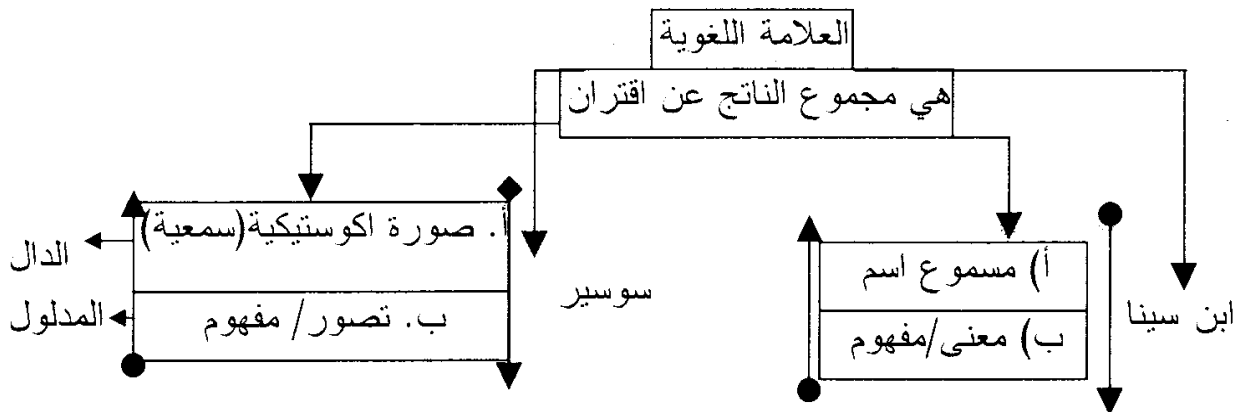 العلامة اللغوية
هي مجموع الناتج عن اقتران
أ) مسموع اسم
ب) معنى/مفهوم
ابن سينا
سوسير
أ. صورة اكوستيكية(سمعية)
ب. تصور/ مفهوم
الدال
المدلول